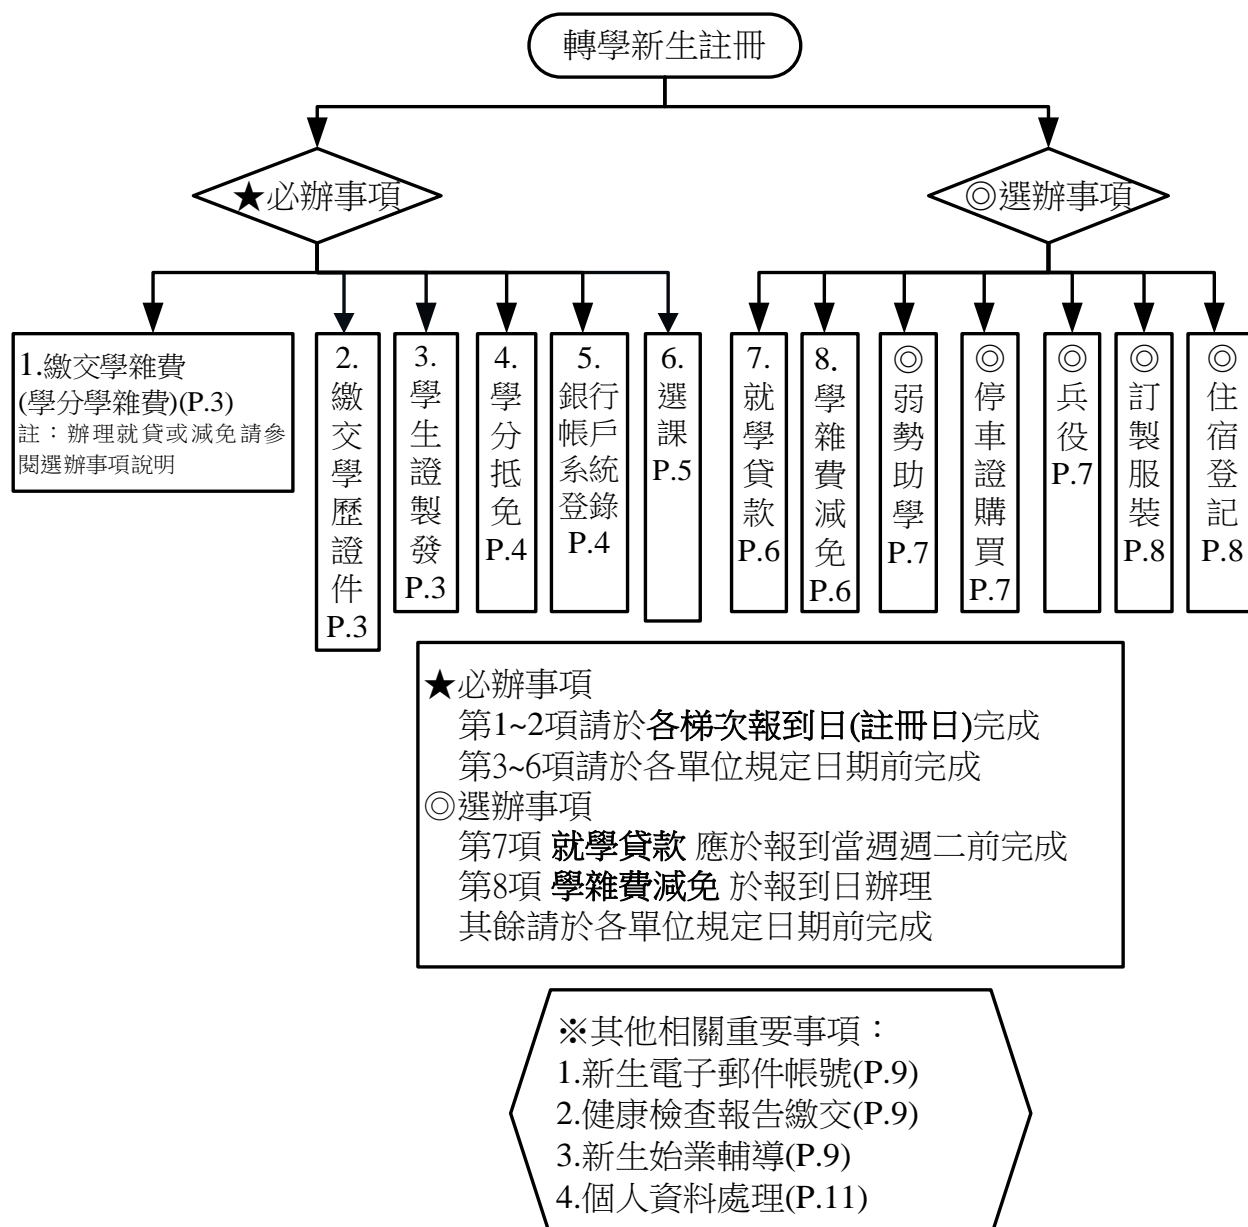 轉學新生註冊
★必辦事項
◎選辦事項
1.繳交學雜費
(學分學雜費)(P.3)
註：辦理就貸或減免請參
閱選辦事項說明
2.
繳
交
學
歷
證
件
P.3
3.
學
生
證
製
發
P.3
4.
學
分
抵
免
P.4
5.
銀行
帳戶
系統
登錄
P.4
6.
選
課
P.5
7.
就
學
貸
款
P.6
8.
學
雜
費
減
免
P.6
◎
弱
勢
助
學
P.7
◎
停
車
證
購
買
P.7
◎
兵
役
P.7
◎
訂
製
服
裝
P.8
◎
住
宿
登
記
P.8
★必辦事項
第1~2項請於各梯次報到日(註冊日)完成
第3~6項請於各單位規定日期前完成
◎選辦事項
第7項 就學貸款 應於報到當週週二前完成
第8項 學雜費減免 於報到日辦理
其餘請於各單位規定日期前完成
※其他相關重要事項：
1.新生電子郵件帳號(P.9)
2.健康檢查報告繳交(P.9)
3.新生始業輔導(P.9)
4.個人資料處理(P.11)